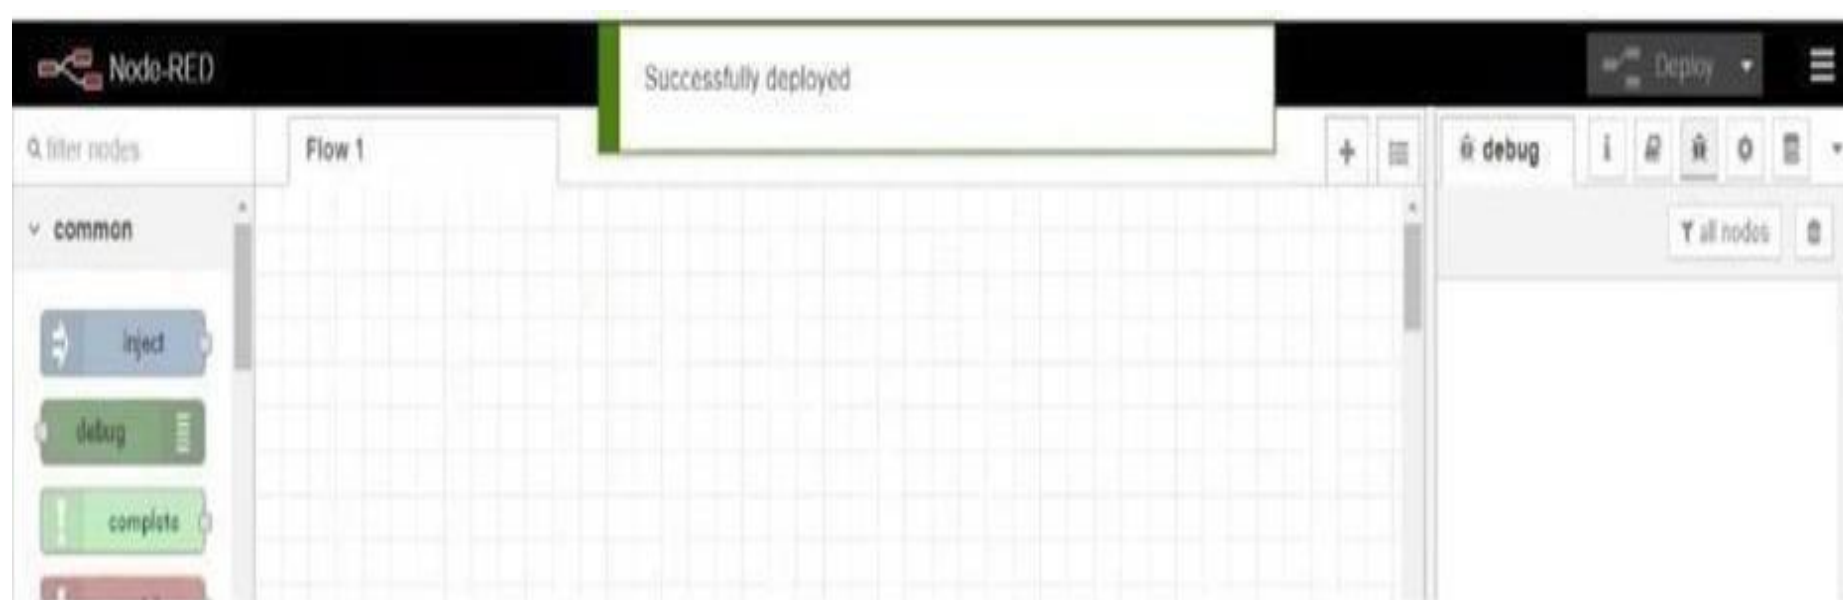 Node-RED
Successfully deployed
Deploy
filter nodes
Flow 1
debug
i
common
all nodes
inject
debug
complete